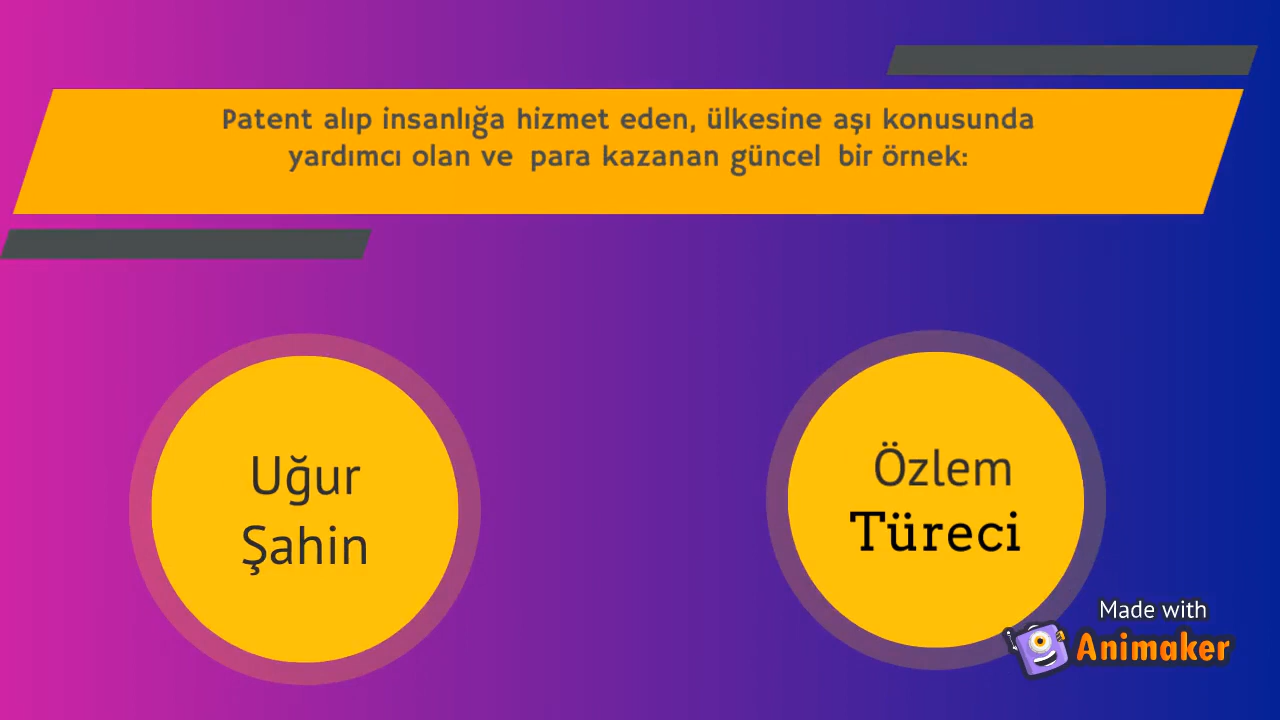 Patent alıp insanlığa hizmet eden, ülkesine aşı konusunda
yardımcı olan ve  para kazanan güncel  bir örnek:
Uğur
Şahin
Özlem
Türeci
Made with
Animaker